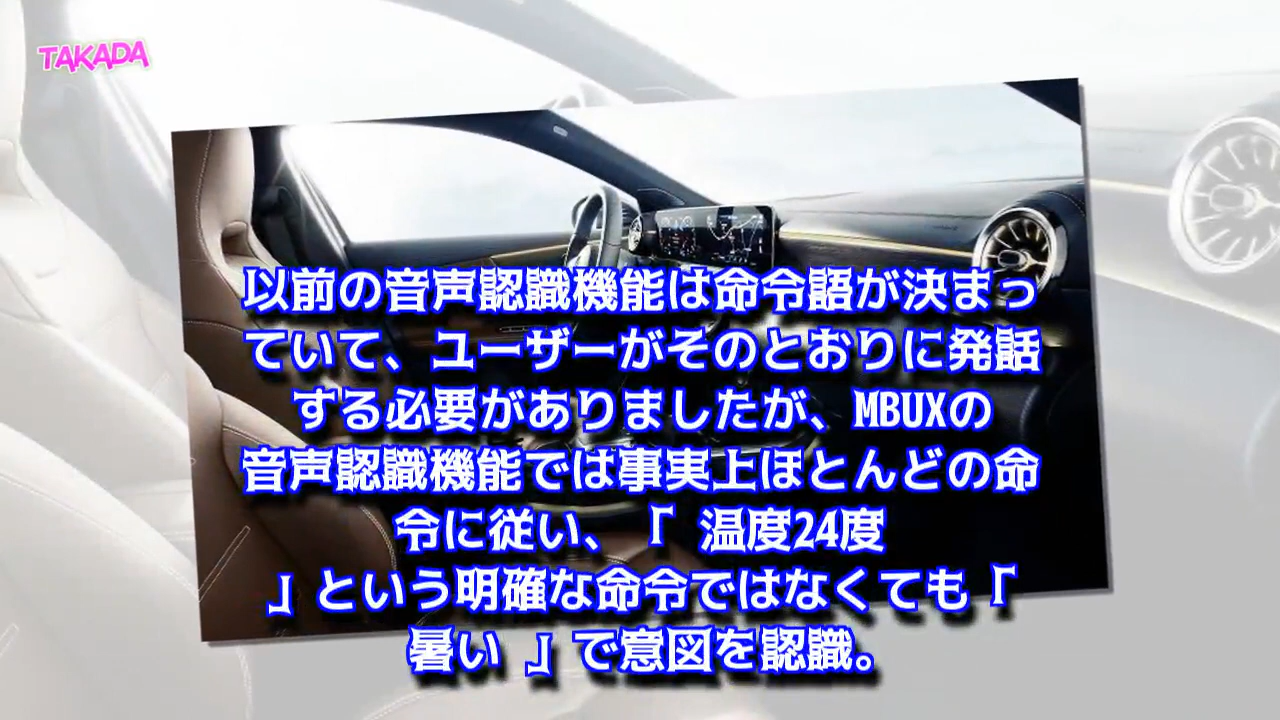 TAKADA
以前の音声認識機能は命令語が決まっ
ていて、ユーザーがそのとおりに発話
する必要がありましたが、MBUXの
音声認識機能では事実上ほとんどの命
令に従い、「 温度24度
」という明確な命令ではなくても「
暑い 」で意図を認識。